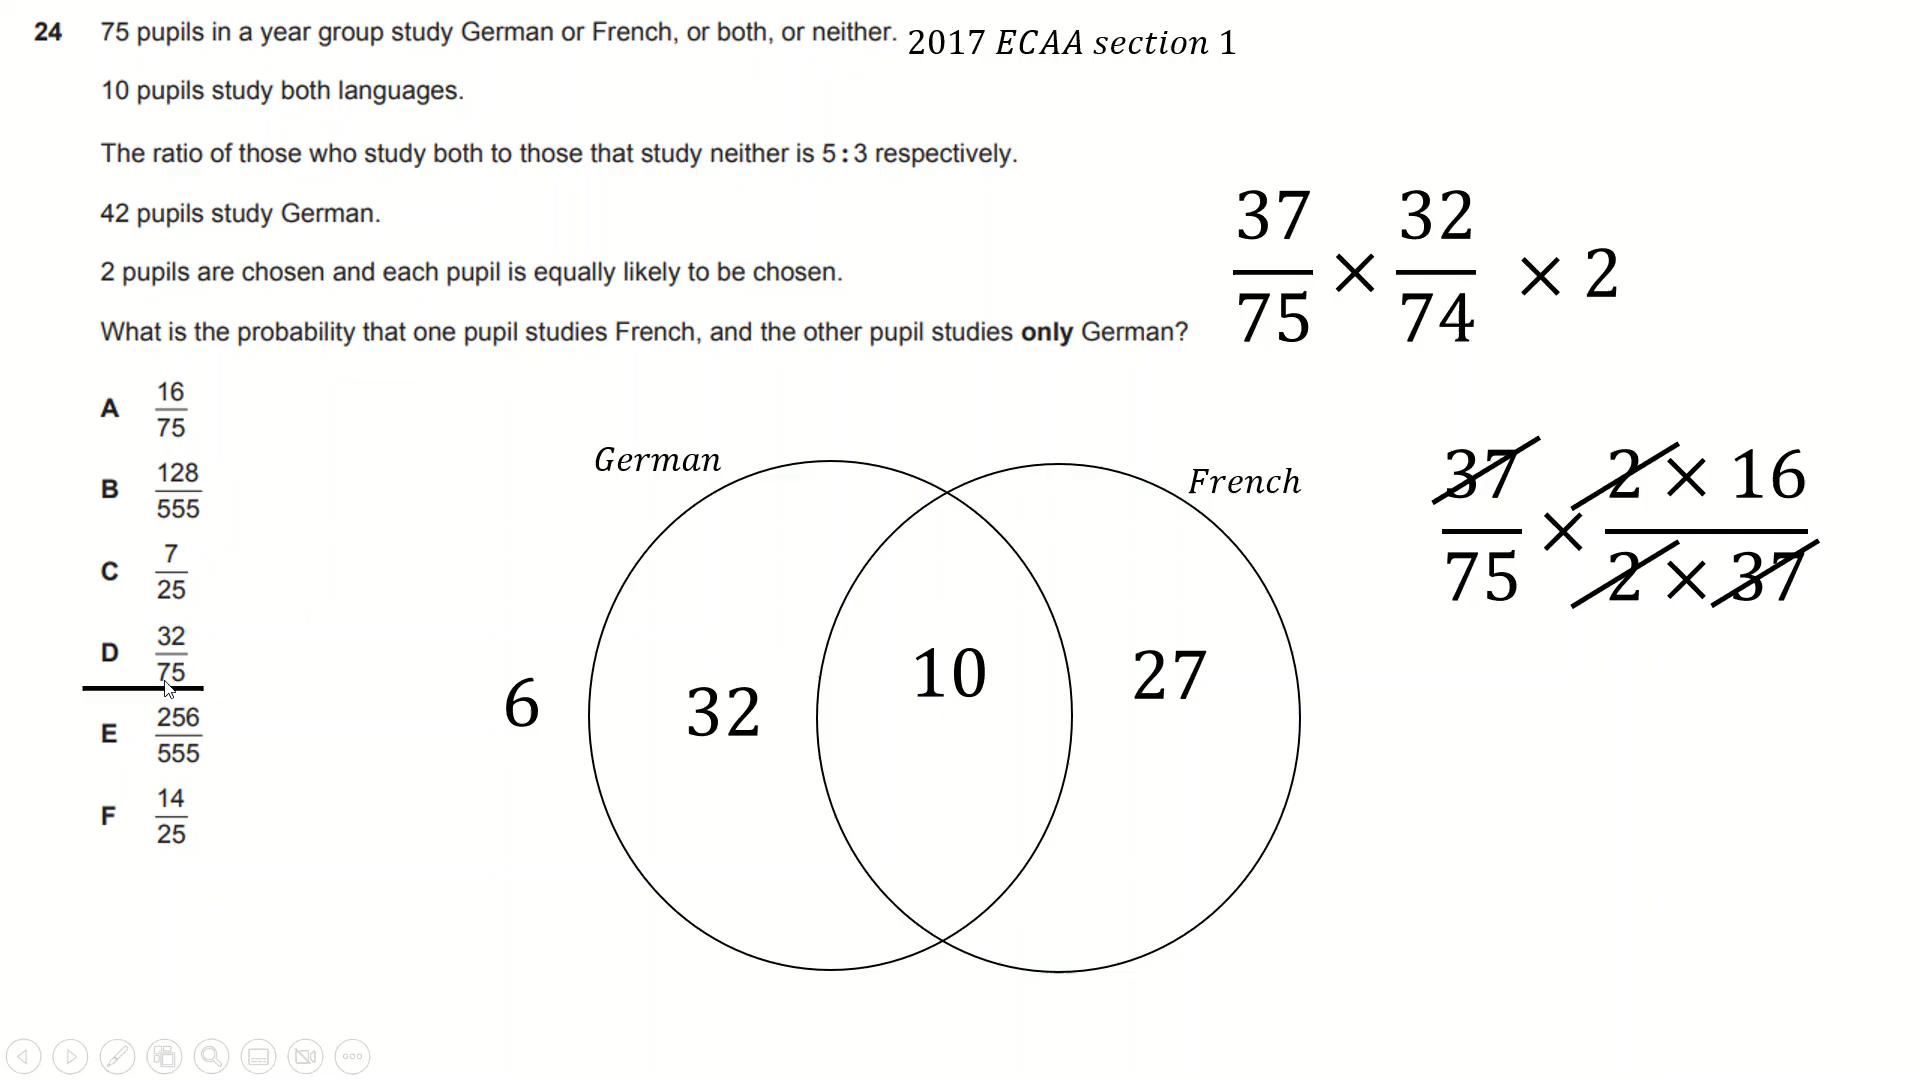 24 75 pupils in a year group study German or French, or both, or neither. 2017 ECAA section 1
10 pupils study both languages.
The ratio of those who study both to those that study neither is 5 : 3 respectively.
42 pupils study German.
2 pupils are chosen and each pupil is equally likely to be chosen.
What is the probability that one pupil studies French, and the other pupil studies only German?
37/75 × 32/74 × 2
A 16/75
B 128/555
C 7/25
D 32/75
E 256/555
F 14/25
German
French
6 32 10 27
37/75 × 2 × 16/2 × 37